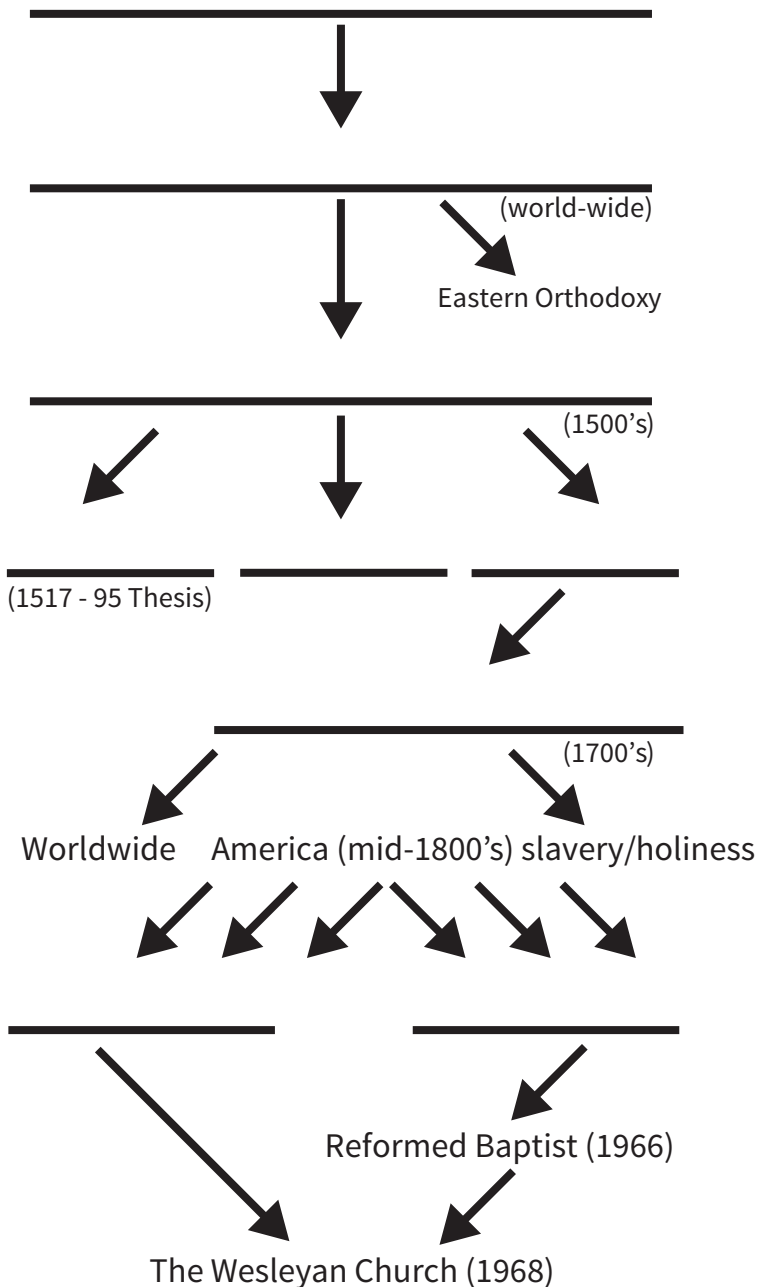 (world-wide)
Eastern Orthodoxy
(1500's)
(1517 - 95 Thesis)
(1700's)
Worldwide America (mid-1800's) slavery/holiness
Reformed Baptist (1966)
The Wesleyan Church (1968)